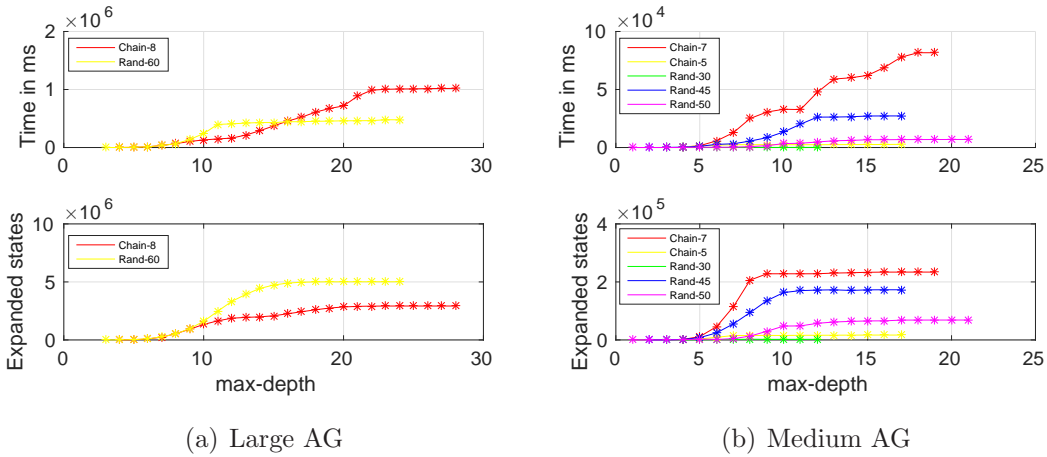 ×10^6
2
1
0
Time in ms
Chain-8
Rand-60
0 10 20 30
×10^6
10
5
0
Expanded states
Chain-8
Rand-60
0 10 20 30
max-depth
(a) Large AG
×10^4
10
5
0
Time in ms
Chain-7
Chain-5
Rand-30
Rand-45
Rand-50
0 5 10 15 20 25
×10^5
4
2
0
Expanded states
Chain-7
Chain-5
Rand-30
Rand-45
Rand-50
0 5 10 15 20 25
max-depth
(b) Medium AG